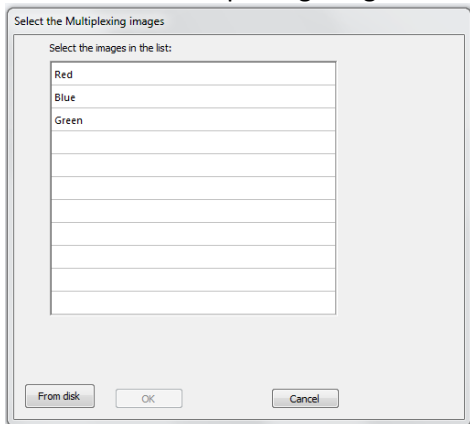 Select the Multiplexing images
Select the images in the list:
Red
Blue
Green
From disk
OK
Cancel